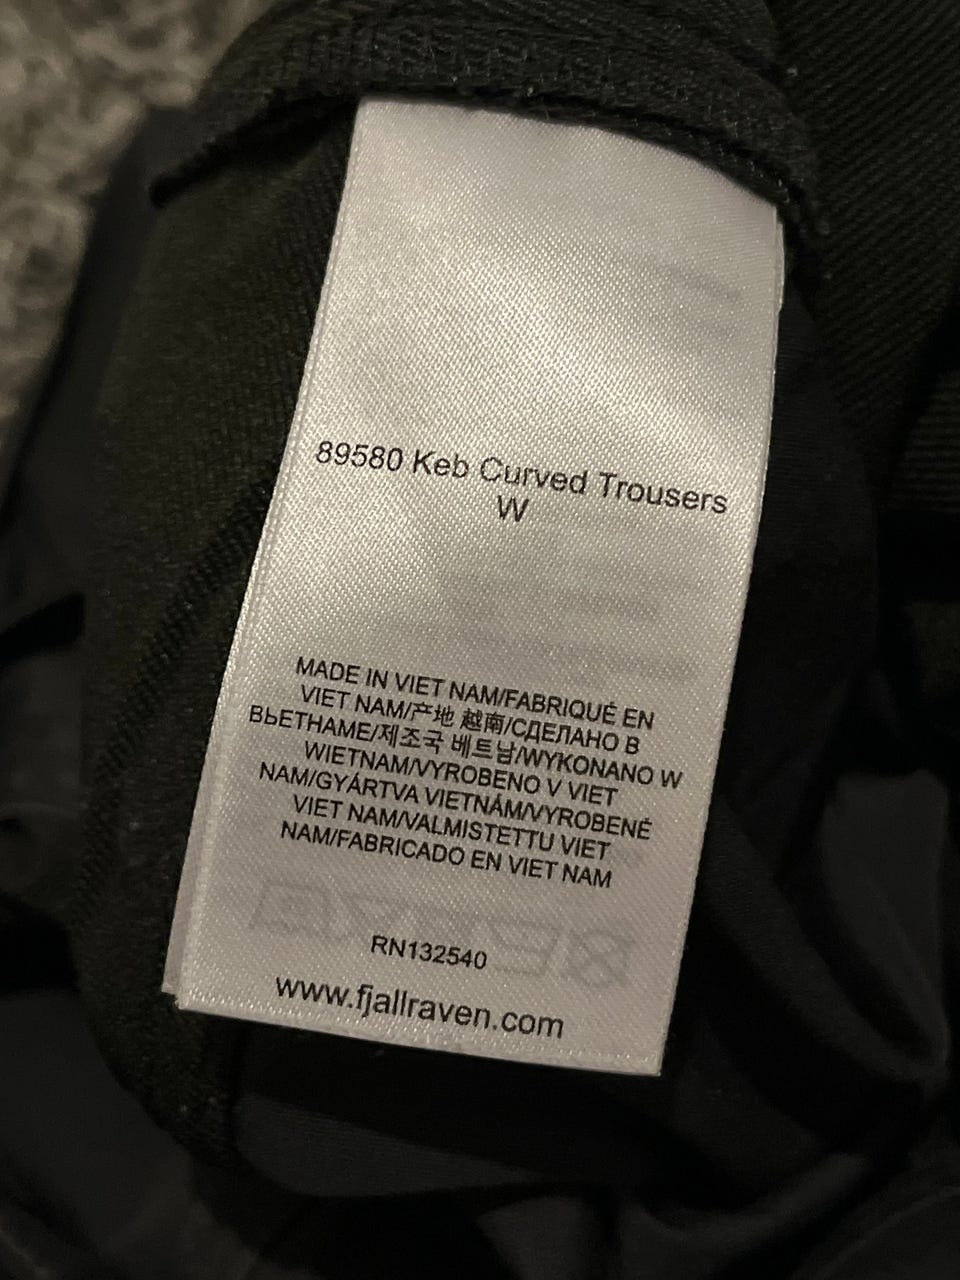 89580 Keb Curved Trousers
W
MADE IN VIET NAM/FABRIQUÉ EN
VIET NAM/产地 越南/СДЕЛАНО В
ВЬЕТНАМЕ/제조국 베트남/WYKONANO W
WIETNAM/VYROBENO V VIET
NAM/GYÁRTVA VIETNÁM/VYROBENÉ
VIET NAM/VALMISTETTU VIET
NAM/FABRICADO EN VIET NAM
RN132540
www.fjallraven.com